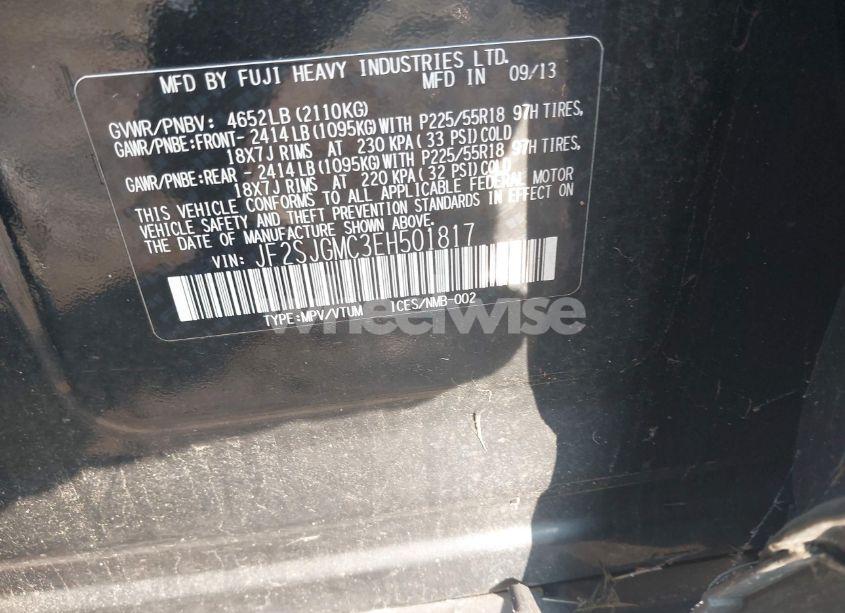 MFD BY FUJI HEAVY INDUSTRIES LTD.
MFD IN 09/13
GVWR/PNBV: 4652LB(2110KG)
GAWR/PNBE:FRONT- 2414LB(1095KG)WITH P225/55R18 97H TIRES,
18X7J RIMS AT 230 KPA(33 PSI)COLD
GAWR/PNBE:REAR - 2414LB(1095KG)WITH P225/55R18 97H TIRES,
18X7J RIMS AT 220 KPA(32 PSI)COLD
THIS VEHICLE CONFORMS TO ALL APPLICABLE FEDERAL MOTOR
VEHICLE SAFETY AND THEFT PREVENTION STANDARDS IN EFFECT ON
THE DATE OF MANUFACTURE SHOWN ABOVE.
VIN: JF2SJGMC3EH501817
TYPE:MPV/VTUM ICES/NMB-002
wheelwise